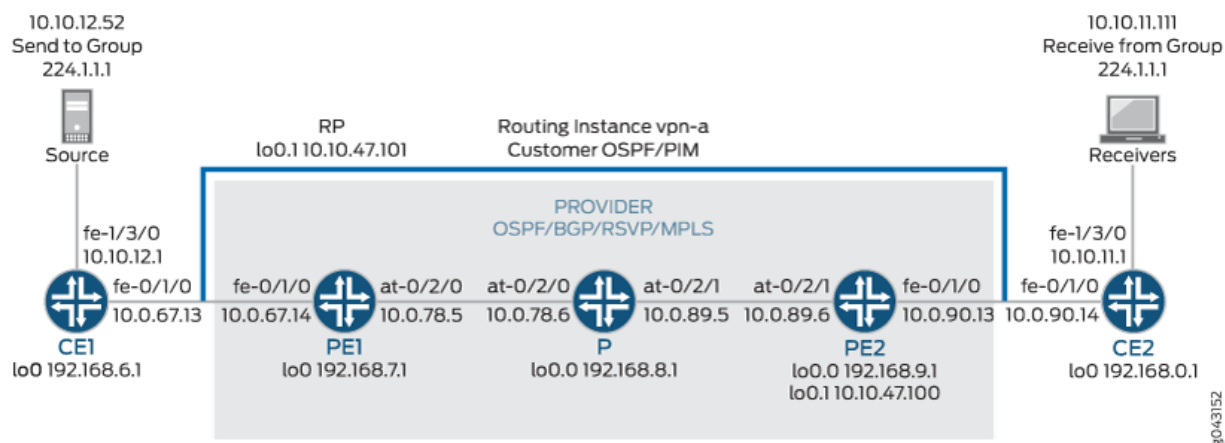 10.10.12.52
Send to Group
224.1.1.1
Source
RP
lo0.1 10.10.47.101
Routing Instance vpn-a
Customer OSPF/PIM
10.10.11.111
Receive from Group
224.1.1.1
Receivers
PROVIDER
OSPF/BGP/RSVP/MPLS
fe-1/3/0
10.10.12.1
fe-1/3/0
10.10.11.1
fe-0/1/0
10.0.67.13
fe-0/1/0
10.0.67.14
at-0/2/0
10.0.78.5
at-0/2/0
10.0.78.6
at-0/2/1
10.0.89.5
at-0/2/1
10.0.89.6
fe-0/1/0
10.0.90.13
fe-0/1/0
10.0.90.14
CE1
lo0 192.168.6.1
PE1
lo0 192.168.7.1
P
lo0.0 192.168.8.1
PE2
lo0.0 192.168.9.1
lo0.1 10.10.47.100
CE2
lo0 192.168.0.1
g043152